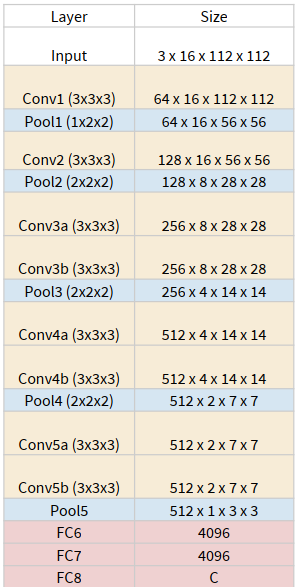 Layer Size
Input 3 x 16 x 112 x 112
Conv1 (3x3x3) 64 x 16 x 112 x 112
Pool1 (1x2x2) 64 x 16 x 56 x 56
Conv2 (3x3x3) 128 x 16 x 56 x 56
Pool2 (2x2x2) 128 x 8 x 28 x 28
Conv3a (3x3x3) 256 x 8 x 28 x 28
Conv3b (3x3x3) 256 x 8 x 28 x 28
Pool3 (2x2x2) 256 x 4 x 14 x 14
Conv4a (3x3x3) 512 x 4 x 14 x 14
Conv4b (3x3x3) 512 x 4 x 14 x 14
Pool4 (2x2x2) 512 x 2 x 7 x 7
Conv5a (3x3x3) 512 x 2 x 7 x 7
Conv5b (3x3x3) 512 x 2 x 7 x 7
Pool5 512 x 1 x 3 x 3
FC6 4096
FC7 4096
FC8 C